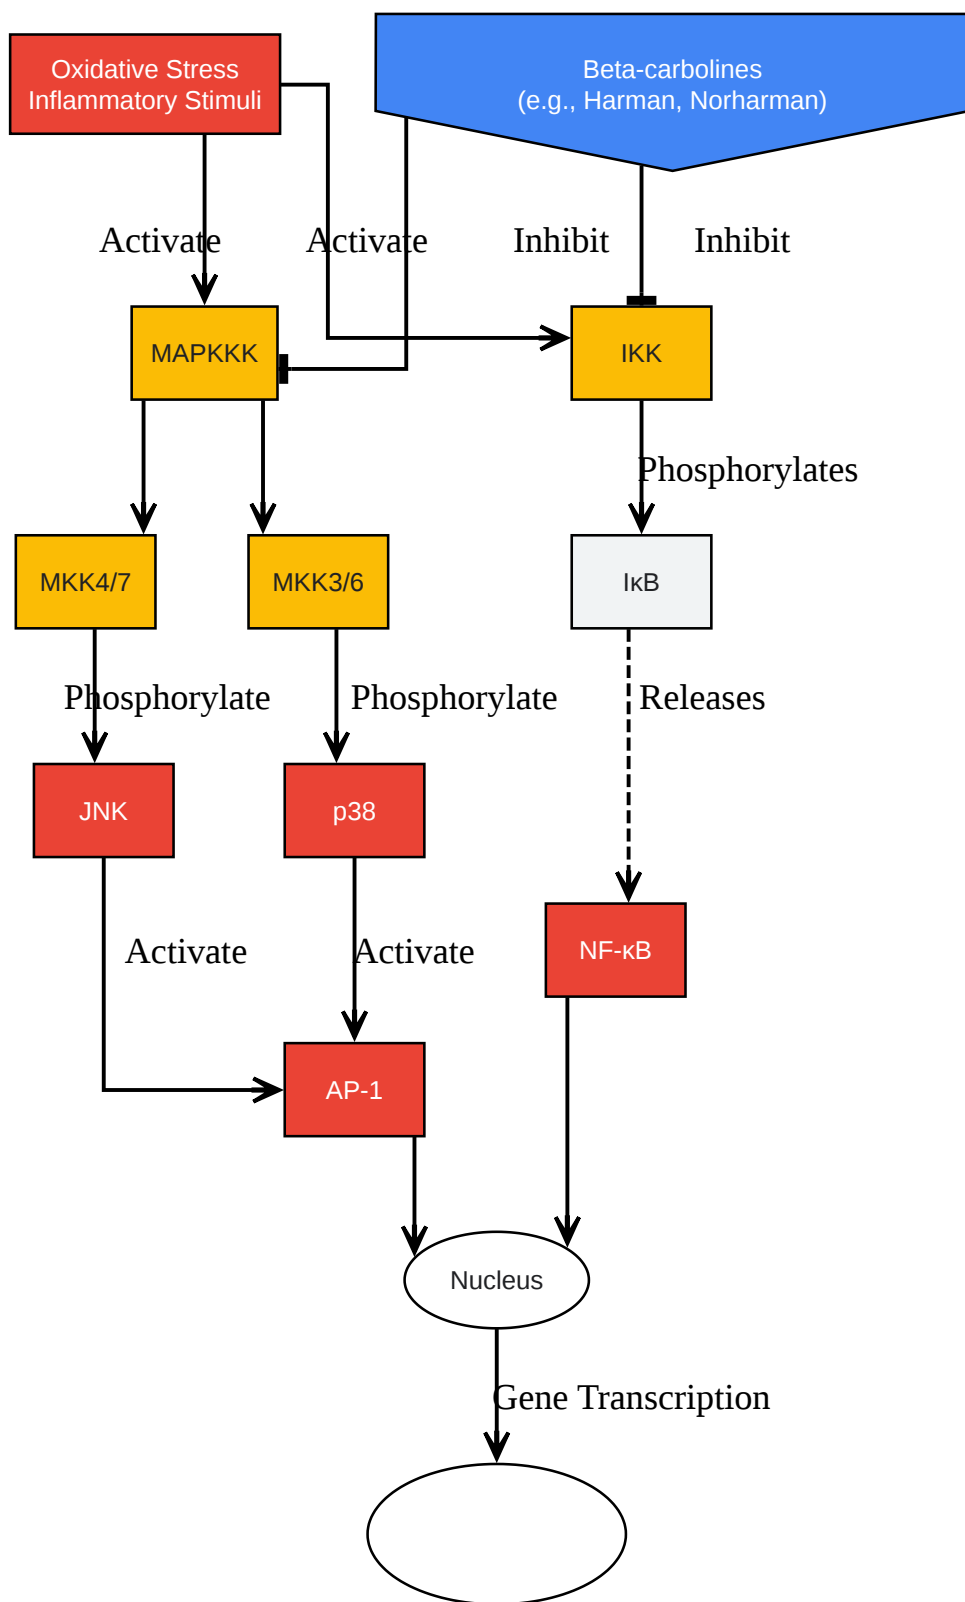 Oxidative Stress
Inflammatory Stimuli
Beta-carbolines
(e.g., Harman, Norharman)
Activate
Activate
Inhibit
Inhibit
MAPKKK
IKK
Phosphorylates
MKK4/7
MKK3/6
IκB
Phosphorylate
Phosphorylate
Releases
JNK
p38
Activate
Activate
NF-κB
AP-1
Nucleus
Gene Transcription